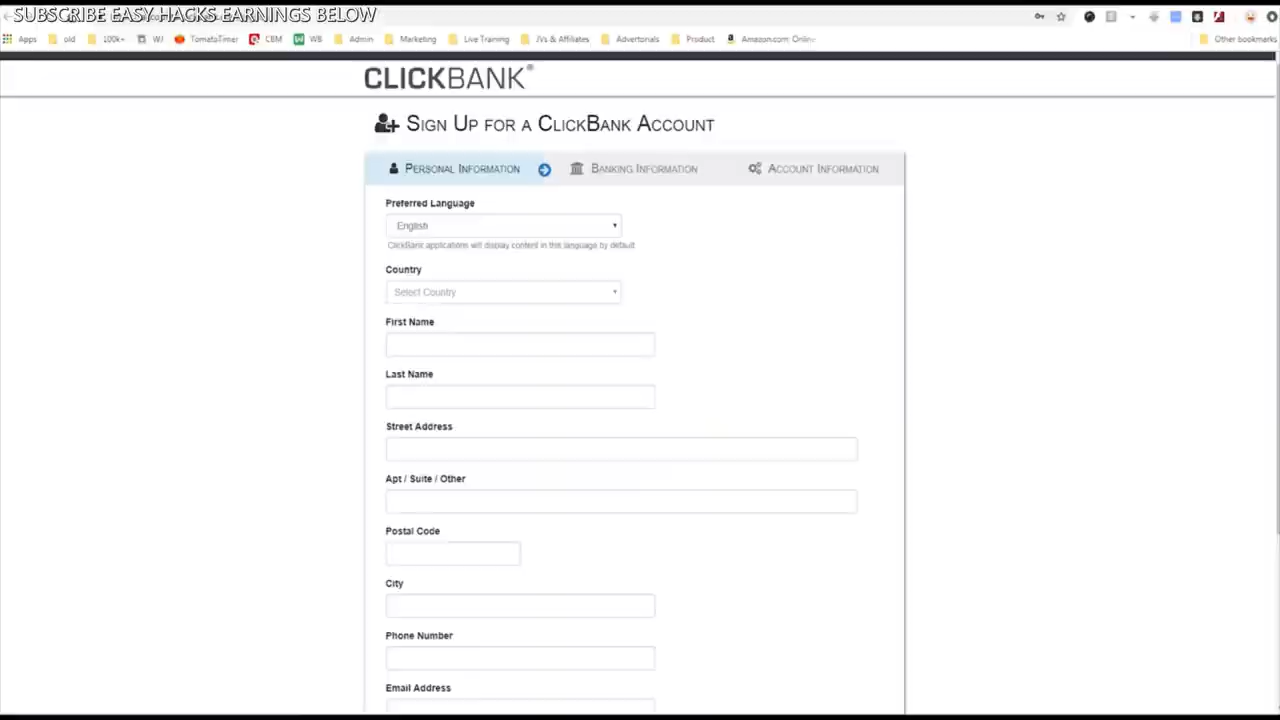 SUBSCRIBE EASY HACKS EARNINGS BELOW
Apps old 100k+ WJ TomatoTimer CBM WB Admin Marketing Live Training JVs & Affiliates Advertorials Product Amazon.com: Onlin Other bookmarks
CLICKBANK®
SIGN UP FOR A CLICKBANK ACCOUNT
PERSONAL INFORMATION BANKING INFORMATION ACCOUNT INFORMATION
Preferred Language
English
ClickBank applications will display content in this language by default
Country
Select Country
First Name
Last Name
Street Address
Apt / Suite / Other
Postal Code
City
Phone Number
Email Address